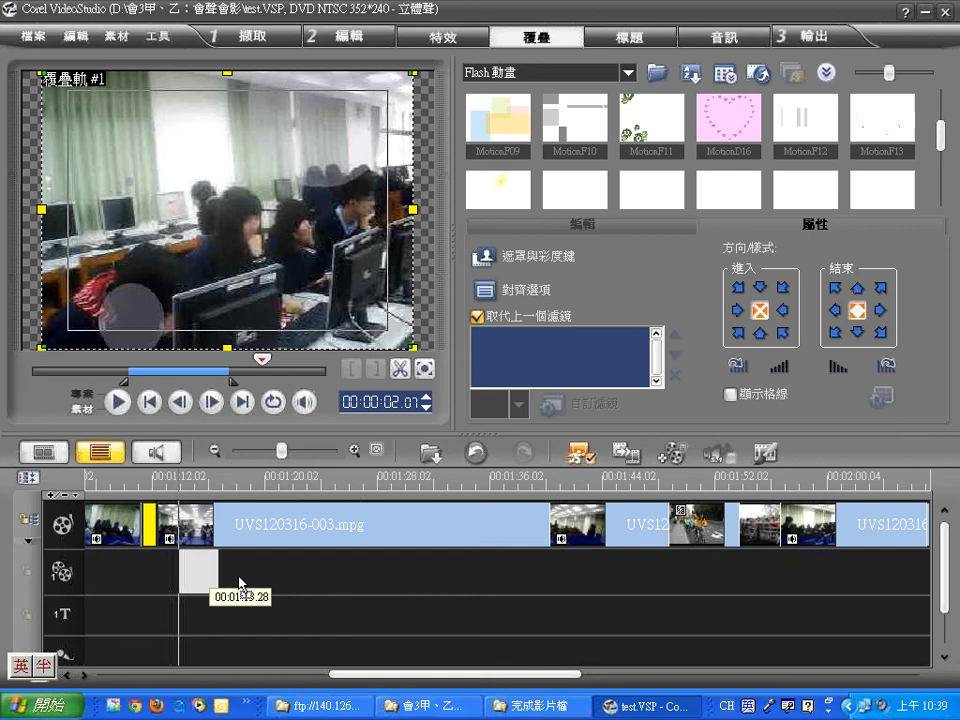 Corel VideoStudio (D:\會3甲、乙：會聲會影\test.VSP, DVD NTSC 352*240 - 立體聲)
檔案 編輯 素材 工具 1 擷取 2 編輯 特效 覆疊 標題 音訊 3 輸出
覆疊軌 #1
Flash 動畫
MotionF09 MotionF10 MotionF11 MotionD16 MotionF12 MotionF13
編輯 屬性
遮罩與彩度鍵
對齊選項
取代上一個濾鏡
自訂濾鏡
方向/樣式:
進入 結束
顯示格線
專案
素材
00:00:02.07
00:01:12.02 00:01:20.02 00:01:28.02 00:01:36.02 00:01:44.02 00:01:52.02 00:02:00.04
UVS120316-003.mpg UVS12 UVS120316
1
1T
英 半
開始 ftp://140.126... 會3甲、乙... 完成影片檔 test.VSP - Co... CH 英 上午 10:39